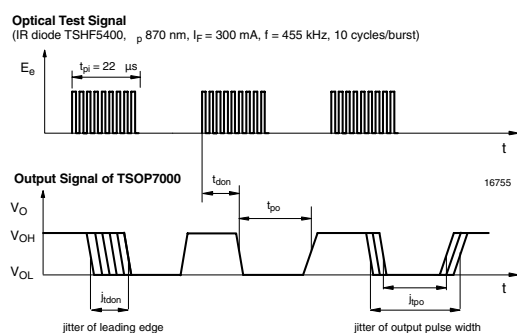 Optical Test Signal
(IR diode TSHF5400, p 870 nm, IF = 300 mA, f = 455 kHz, 10 cycles/burst)
Ee
tpi = 22 μs
t
Output Signal of TSOP7000
16755
tdon
VO
tpo
VOH
VOL
jtdon
jtpo
t
jitter of leading edge
jitter of output pulse width